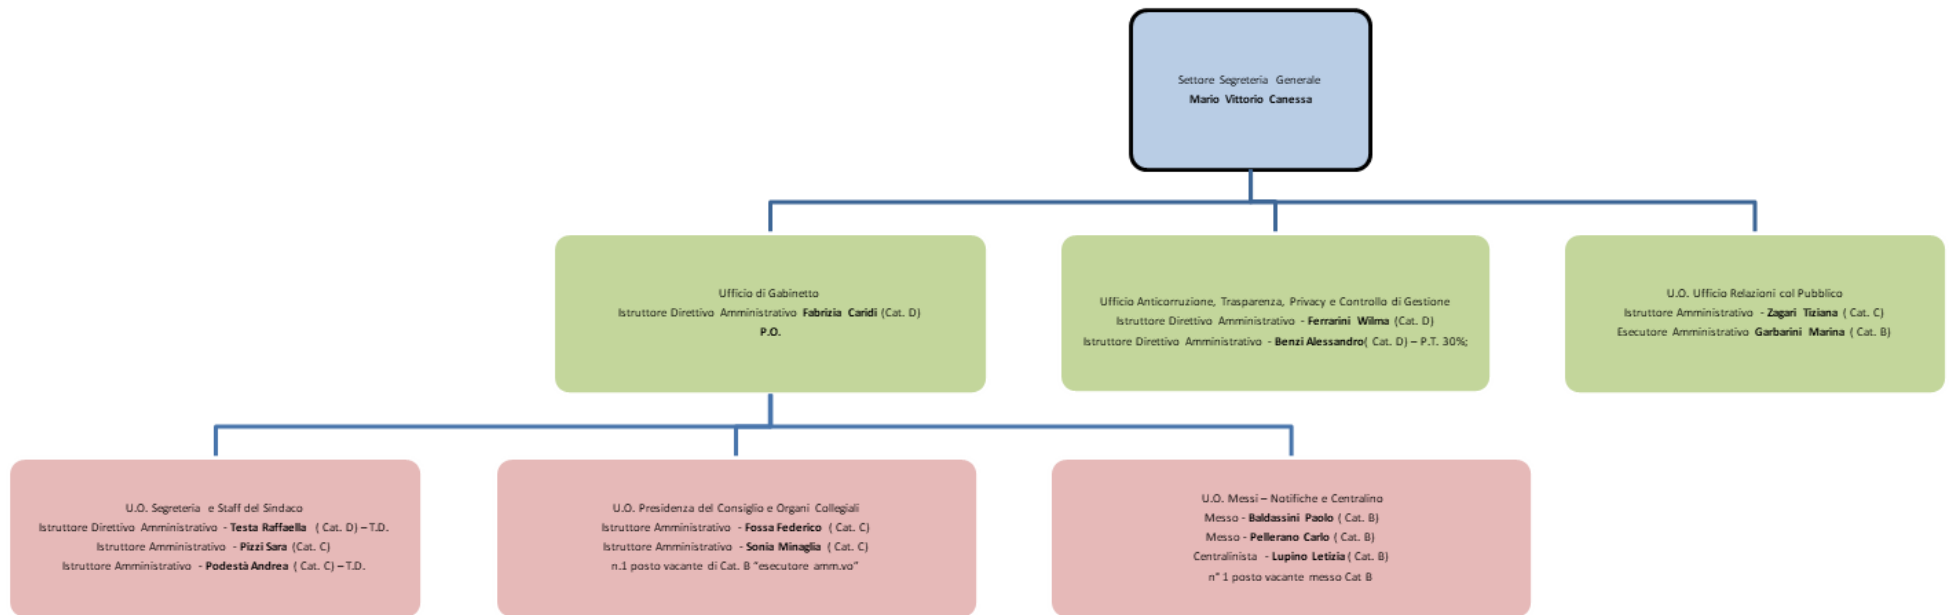 Settore Segreteria Generale
Mario Vittorio Canessa
Ufficio di Gabinetto
Istruttore Direttivo Amministrativo Fabrizia Caridi (Cat. D)
P.O.
Ufficio Anticorruzione, Trasparenza, Privacy e Controllo di Gestione
Istruttore Direttivo Amministrativo - Ferrarini Wilma (Cat. D)
Istruttore Direttivo Amministrativo - Benzi Alessandro( Cat. D) – P.T. 30%;
U.O. Ufficio Relazioni col Pubblico
Istruttore Amministrativo - Zagari Tiziana ( Cat. C)
Esecutore Amministrativo Garbarini Marina ( Cat. B)
U.O. Segreteria e Staff del Sindaco
Istruttore Direttivo Amministrativo - Testa Raffaella ( Cat. D) – T.D.
Istruttore Amministrativo - Pizzi Sara (Cat. C)
Istruttore Amministrativo - Podestà Andrea ( Cat. C) – T.D.
U.O. Presidenza del Consiglio e Organi Collegiali
Istruttore Amministrativo - Fossa Federico ( Cat. C)
Istruttore Amministrativo - Sonia Minaglia ( Cat. C)
n.1 posto vacante di Cat. B “esecutore amm.vo”
U.O. Messi – Notifiche e Centralino
Messo - Baldassini Paolo ( Cat. B)
Messo - Pellerano Carlo ( Cat. B)
Centralinista - Lupino Letizia ( Cat. B)
n° 1 posto vacante messo Cat B